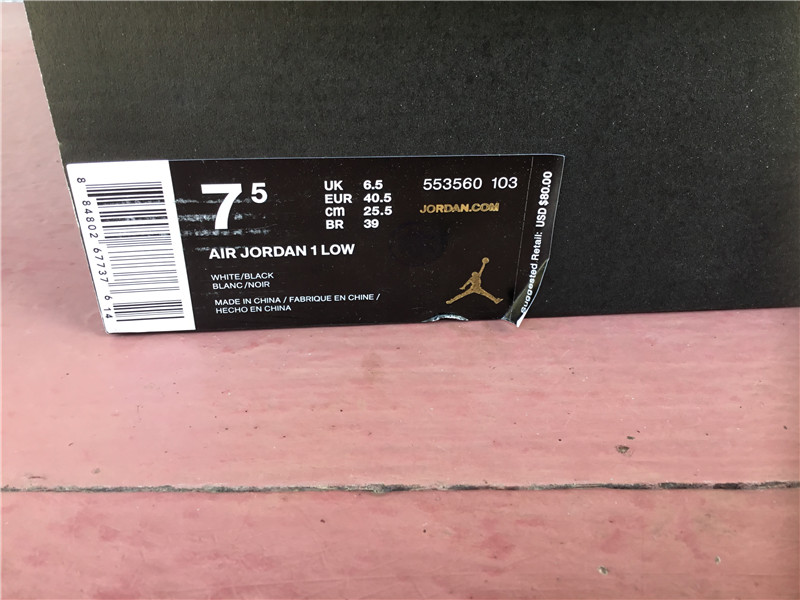 8 84802 67737 6 14
7 5
UK 6.5
EUR 40.5
cm 25.5
BR 39
553560 103
JORDAN.COM
AIR JORDAN 1 LOW
WHITE/BLACK
BLANC/NOIR
MADE IN CHINA / FABRIQUE EN CHINE /
HECHO EN CHINA
Suggested Retail: USD $80.00